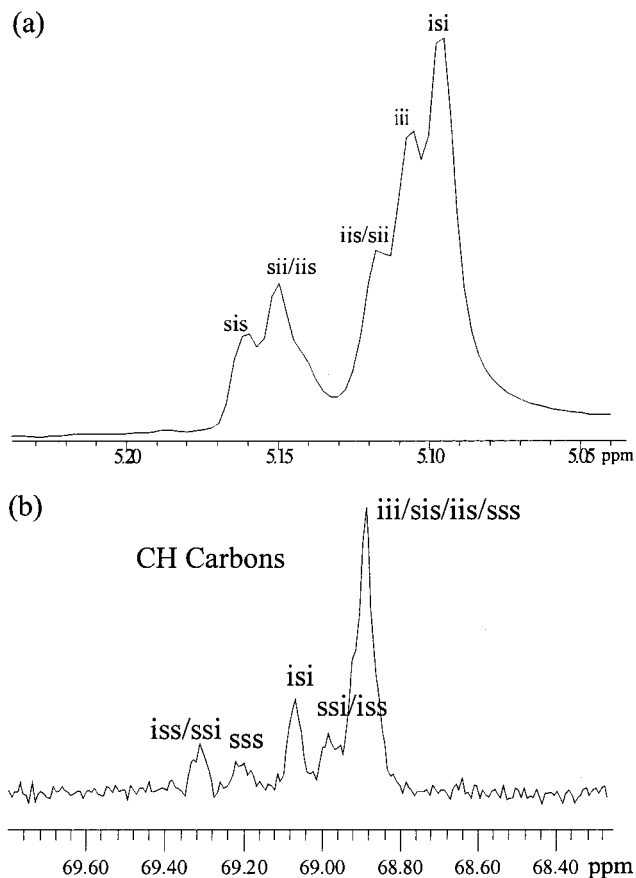 (a)
isi
iii
iis/sii
sii/iis
sis
5.20 5.15 5.10 5.05 ppm
(b)
iii/sis/iis/sss
CH Carbons
isi
ssi/iss
iss/ssi
sss
69.60 69.40 69.20 69.00 68.80 68.60 68.40 ppm